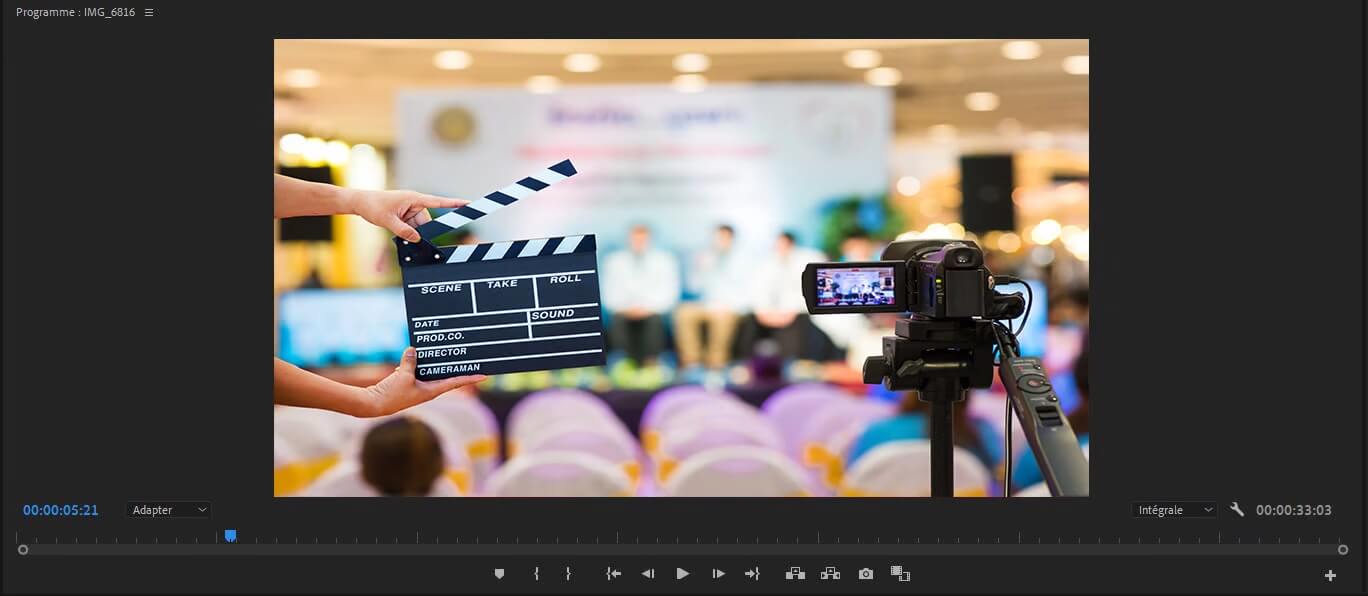 Programme : IMG_6816
SCENE TAKE ROLL
DATE SOUND
PROD.CO.
DIRECTOR
CAMERAMAN
00:00:05:21 Adapter Intégrale 00:00:33:03